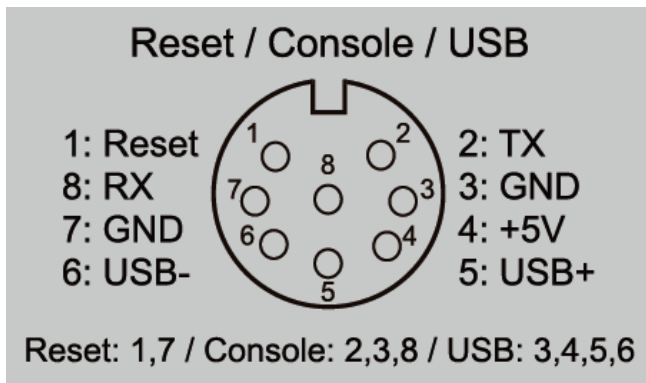 Reset / Console / USB
1: Reset
8: RX
7: GND
6: USB-
1
2
8
7
3
6
4
5
2: TX
3: GND
4: +5V
5: USB+
Reset: 1,7 / Console: 2,3,8 / USB: 3,4,5,6